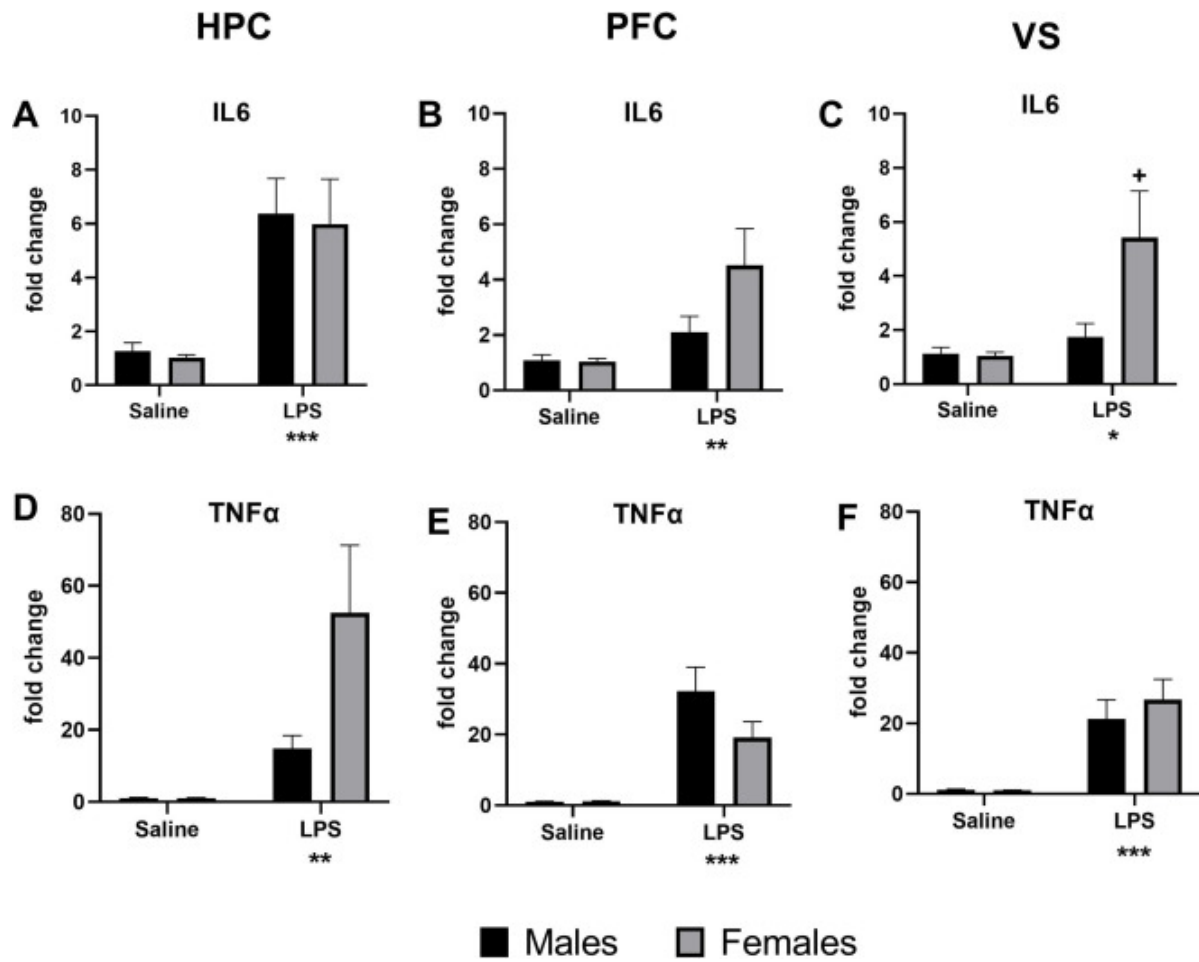 HPC PFC VS
A IL6
fold change
10
8
6
4
2
0
Saline LPS
***
B IL6
fold change
10
8
6
4
2
0
Saline LPS
**
C IL6
fold change
10
8
6
4
2
0
+
Saline LPS
*
D TNFα
fold change
80
60
40
20
0
Saline LPS
**
E TNFα
fold change
80
60
40
20
0
Saline LPS
***
F TNFα
fold change
80
60
40
20
0
Saline LPS
***
Males Females